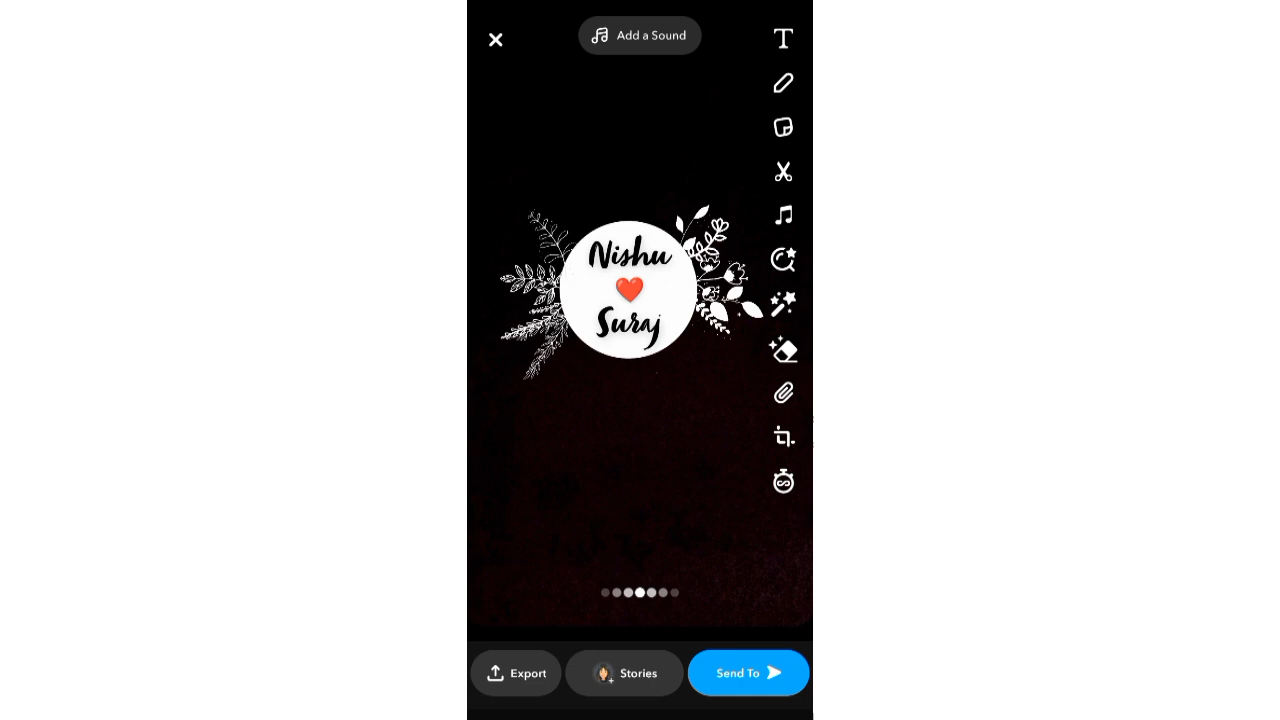 Add a Sound
T
Nishu
❤️
Suraj
Export
Stories
Send To